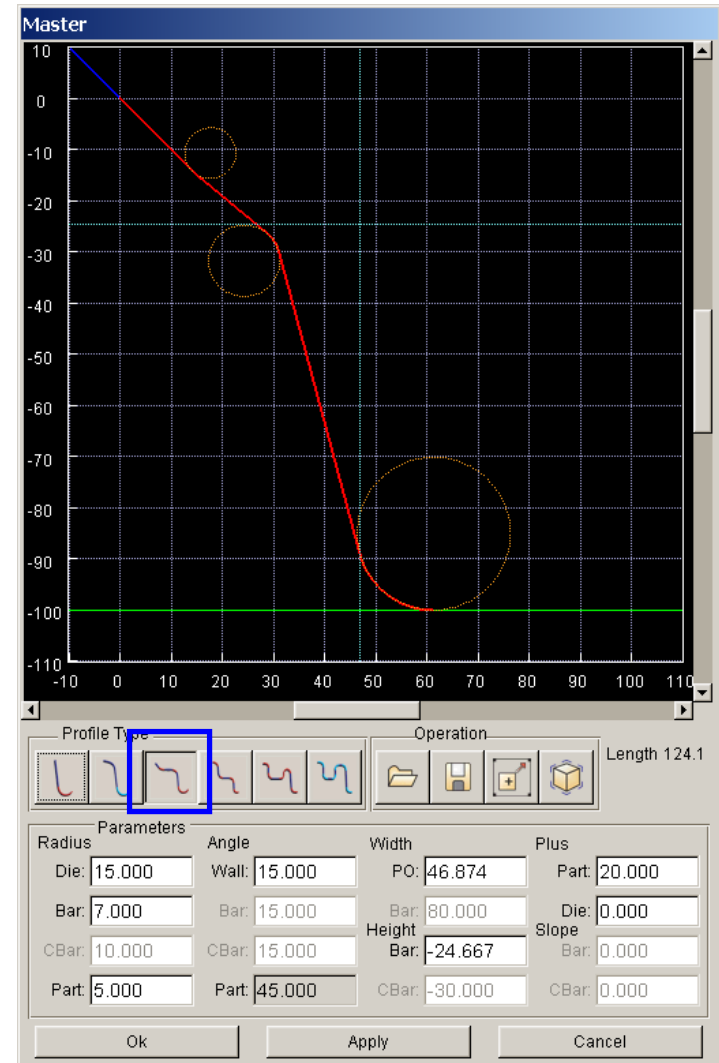 Master
10
0
-10
-20
-30
-40
-50
-60
-70
-80
-90
-100
-110
-10 0 10 20 30 40 50 60 70 80 90 100 110
Profile Type
Operation
Length 124.1
Parameters
Radius Angle Width Plus
Die: 15.000 Wall: 15.000 PO: 46.874 Part: 20.000
Bar: 7.000 Bar: 15.000 Bar: 80.000 Die: 0.000
Height Slope
CBar: 10.000 CBar: 15.000 Bar: -24.667 Bar: 0.000
Part: 5.000 Part: 45.000 CBar: -30.000 CBar: 0.000
Ok Apply Cancel